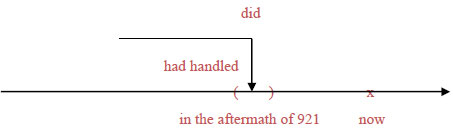 did
had handled
( ) x
in the aftermath of 921 now